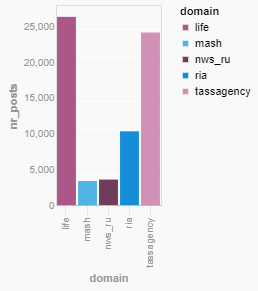 domain
life
mash
nws_ru
ria
tassagency
25,000
20,000
15,000
10,000
5,000
0
nr_posts
life
mash
nws_ru
ria
tassagency
domain